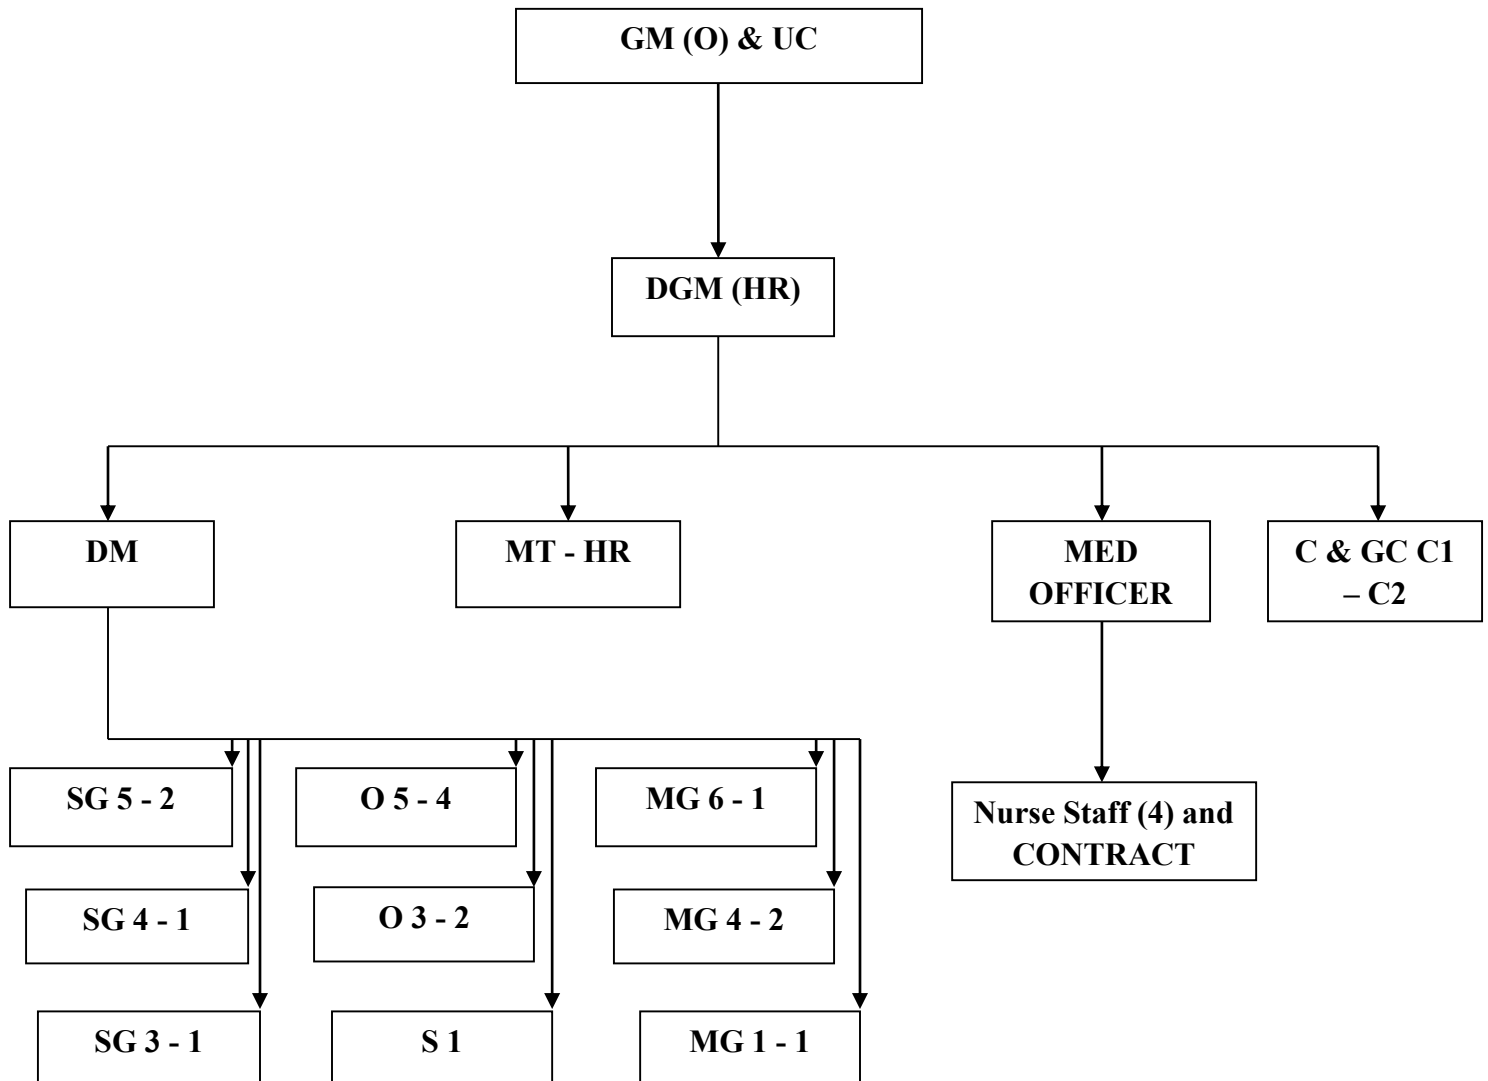 GM (O) & UC
DGM (HR)
DM
MT - HR
MED
OFFICER
C & GC C1
– C2
SG 5 - 2
O 5 - 4
MG 6 - 1
Nurse Staff (4) and
CONTRACT
SG 4 - 1
O 3 - 2
MG 4 - 2
SG 3 - 1
S 1
MG 1 - 1